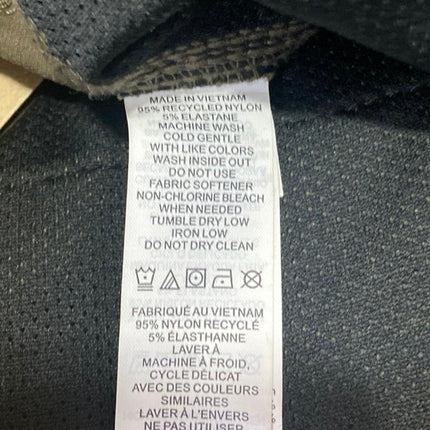 MADE IN VIETNAM
95% RECYCLED NYLON
5% ELASTANE
MACHINE WASH
COLD GENTLE
WITH LIKE COLORS
WASH INSIDE OUT
DO NOT USE
FABRIC SOFTENER
NON-CHLORINE BLEACH
WHEN NEEDED
TUMBLE DRY LOW
IRON LOW
DO NOT DRY CLEAN
FABRIQUÉ AU VIETNAM
95% NYLON RECYCLÉ
5% ÉLASTHANNE
LAVER À
MACHINE À FROID,
CYCLE DÉLICAT
AVEC DES COULEURS
SIMILAIRES
LAVER À L'ENVERS
NE PAS UTILISER